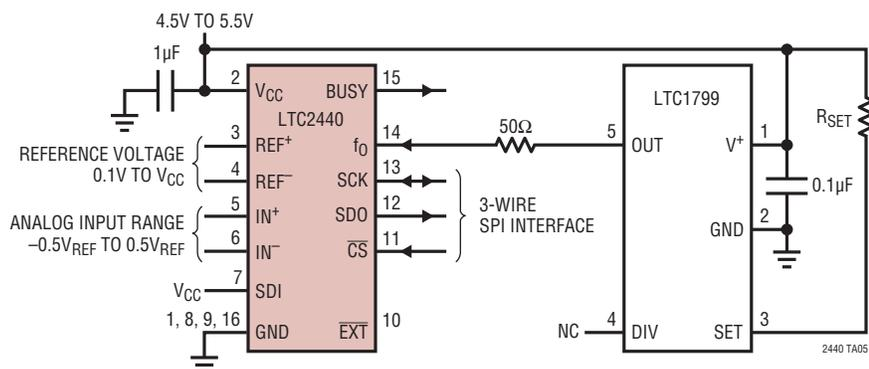 4.5V TO 5.5V
1µF
2
VCC
BUSY
15
LTC2440
LTC1799
RSET
3
REF+
fO
14
50Ω
5
OUT
V+
1
REFERENCE VOLTAGE
0.1V TO VCC
4
REF–
SCK
13
0.1µF
ANALOG INPUT RANGE
–0.5VREF TO 0.5VREF
5
IN+
SDO
12
3-WIRE
SPI INTERFACE
GND
2
6
IN–
CS
11
VCC
7
SDI
1, 8, 9, 16
GND
EXT
10
NC
4
DIV
SET
3
2440 TA05